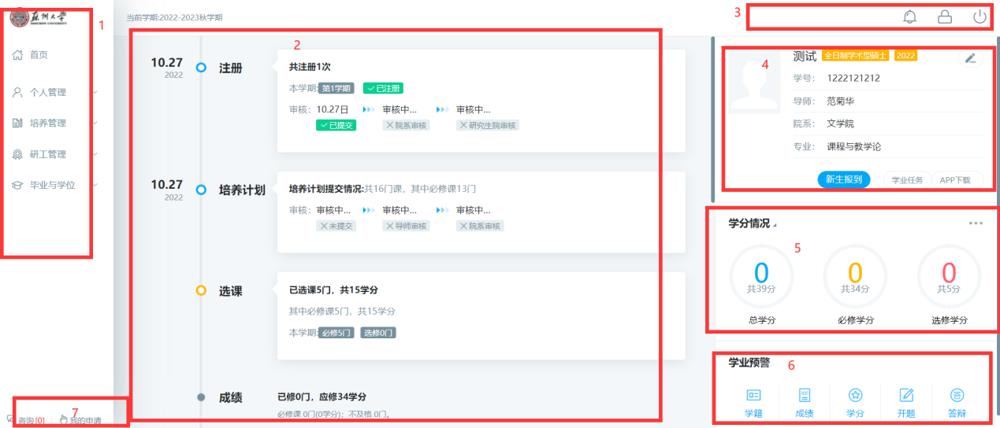 蘇州大學
SOOCHOW UNIVERSITY
1
当前学期:2022-2023秋学期
3
首页
个人管理
培养管理
研工管理
毕业与学位
2
10.27
2022
注册
共注册1次
本学期: 第1学期 已注册
审核: 10.27日 审核中... 审核中...
已提交 院系审核 研究生院审核
10.27
2022
培养计划
培养计划提交情况:共16门课，其中必修课13门
审核: 审核中... 审核中... 审核中...
未提交 导师审核 院系审核
选课
已选课5门，共15学分
其中必修课5门，共15学分
本学期: 必修5门 选修0门
成绩
已修0门，应修34学分
必修课 0门(0学分)；不及格 0门。
4
测试 全日制学术型硕士 2022
学号: 1222121212
导师: 范菊华
院系: 文学院
专业: 课程与教学论
新生报到 学业任务 APP下载
学分情况
5
0 0 0
共39分 共34分 共5分
总学分 必修学分 选修学分
学业预警
6
学籍 成绩 学分 开题 答辩
答
7
咨询[0] 我的申请